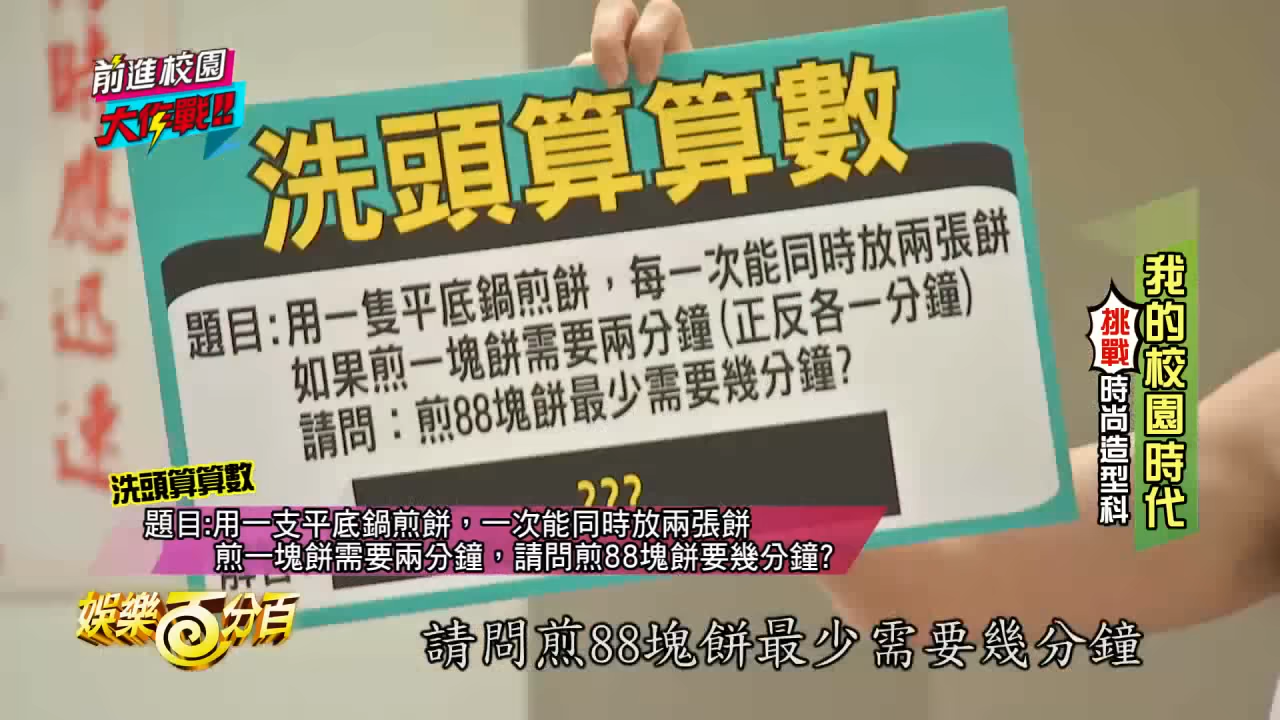 前進校園
大作戰!!
時應迅速
洗頭算算數
題目:用一隻平底鍋煎餅，每一次能同時放兩張餅
如果煎一塊餅需要兩分鐘(正反各一分鐘)
請問：煎88塊餅最少需要幾分鐘?
???
我的校園時代
挑戰
時尚造型科
洗頭算算數
題目:用一支平底鍋煎餅，一次能同時放兩張餅
煎一塊餅需要兩分鐘，請問煎88塊餅要幾分鐘?
娛樂百分百
請問煎88塊餅最少需要幾分鐘